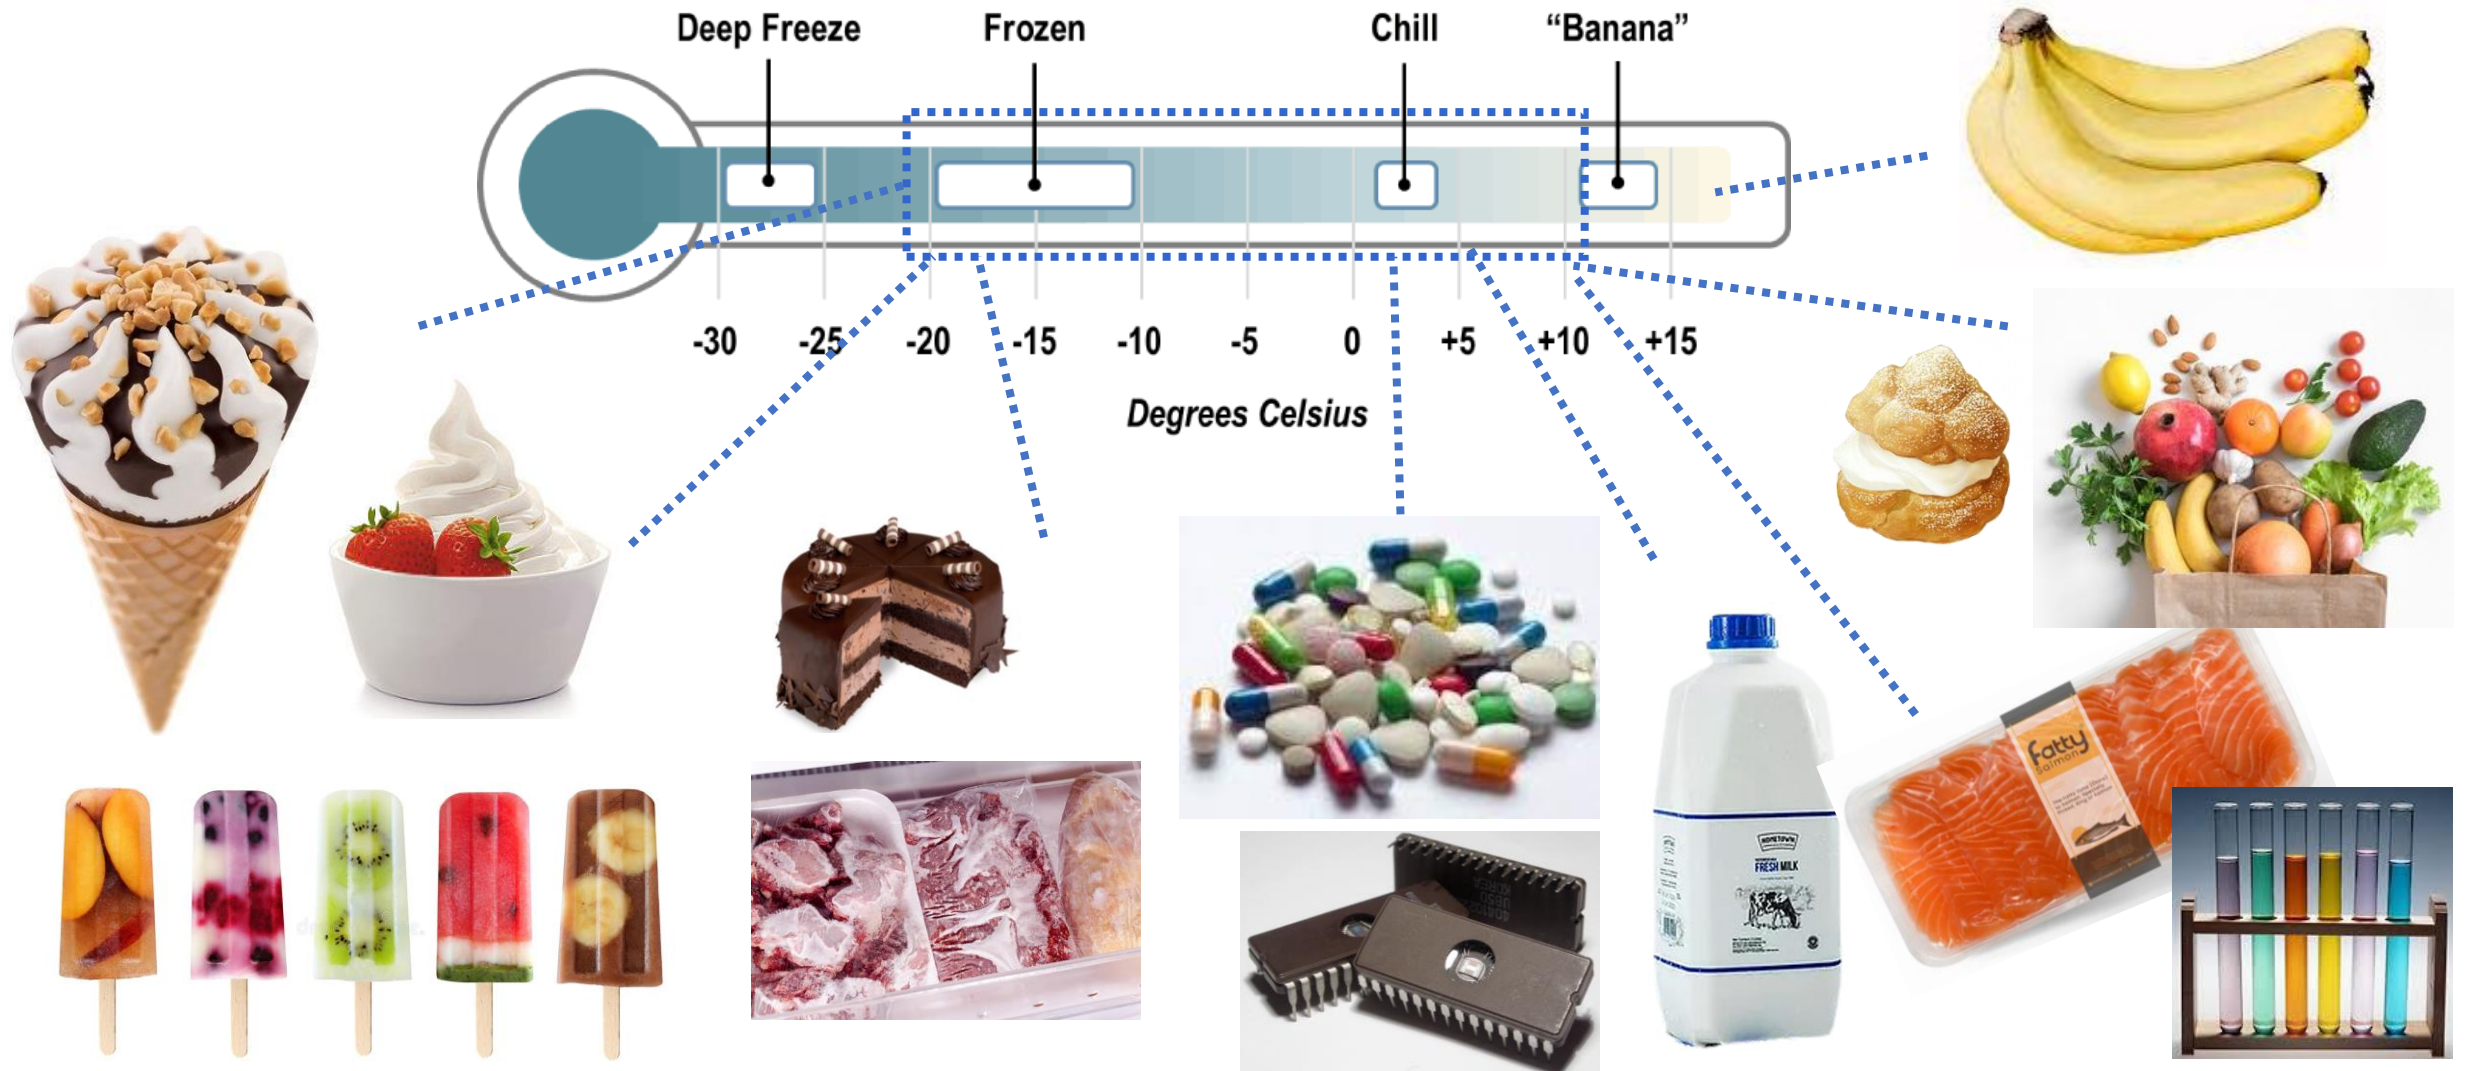 Deep Freeze
Frozen
Chill
“Banana”
-30
-25
-20
-15
-10
-5
0
+5
+10
+15
Degrees Celsius
HOMETOWN
FRESH MILK
fatty
Salmon